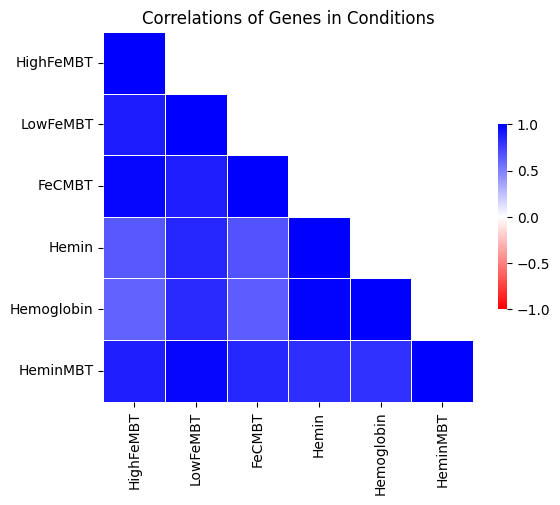 Correlations of Genes in Conditions
HighFeMBT
LowFeMBT
FeCMBT
Hemin
Hemoglobin
HeminMBT
HighFeMBT
LowFeMBT
FeCMBT
Hemin
Hemoglobin
HeminMBT
1.0
0.5
0.0
−0.5
−1.0